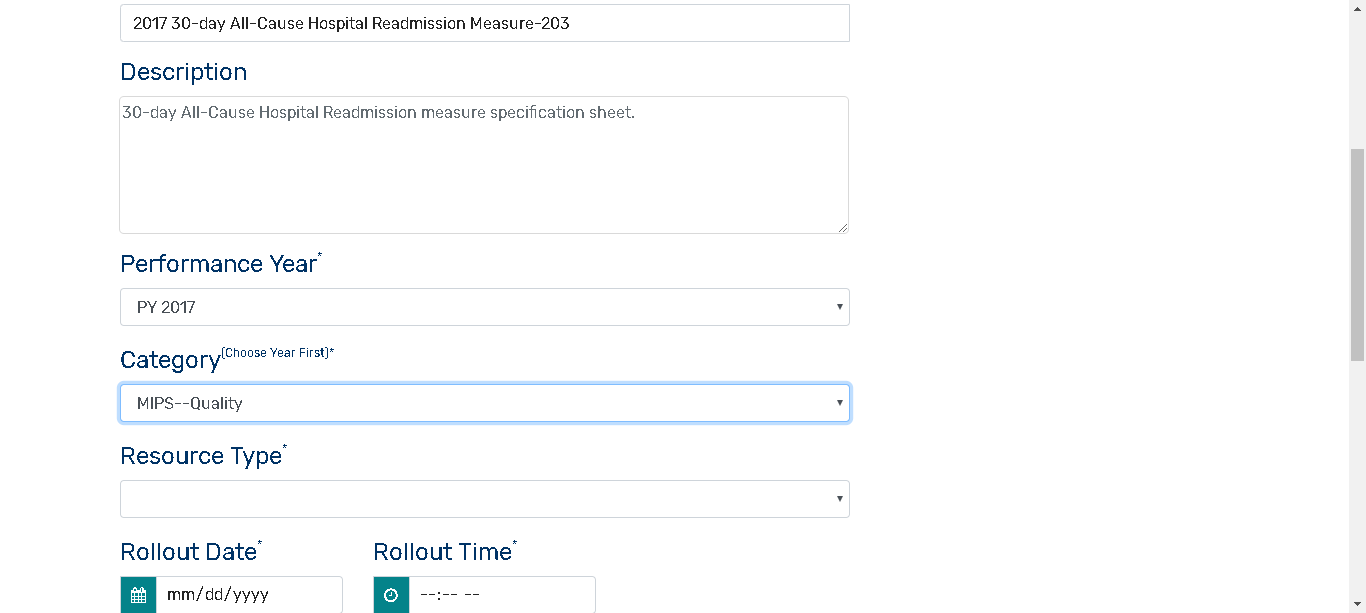 2017 30-day All-Cause Hospital Readmission Measure-203
Description
30-day All-Cause Hospital Readmission measure specification sheet.
Performance Year*
PY 2017
Category(Choose Year First)*
MIPS--Quality
Resource Type*
Rollout Date* Rollout Time*
mm/dd/yyyy --:-- --